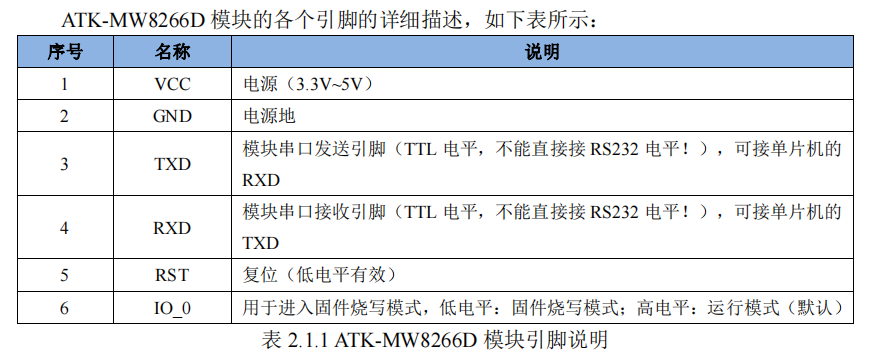 ATK-MW8266D 模块的各个引脚的详细描述，如下表所示：
序号 名称 说明
1 VCC 电源（3.3V~5V）
2 GND 电源地
3 TXD 模块串口发送引脚（TTL 电平，不能直接接 RS232 电平！），可接单片机的
RXD
4 RXD 模块串口接收引脚（TTL 电平，不能直接接 RS232 电平！），可接单片机的
TXD
5 RST 复位（低电平有效）
6 IO_0 用于进入固件烧写模式，低电平：固件烧写模式；高电平：运行模式（默认）
表 2.1.1 ATK-MW8266D 模块引脚说明